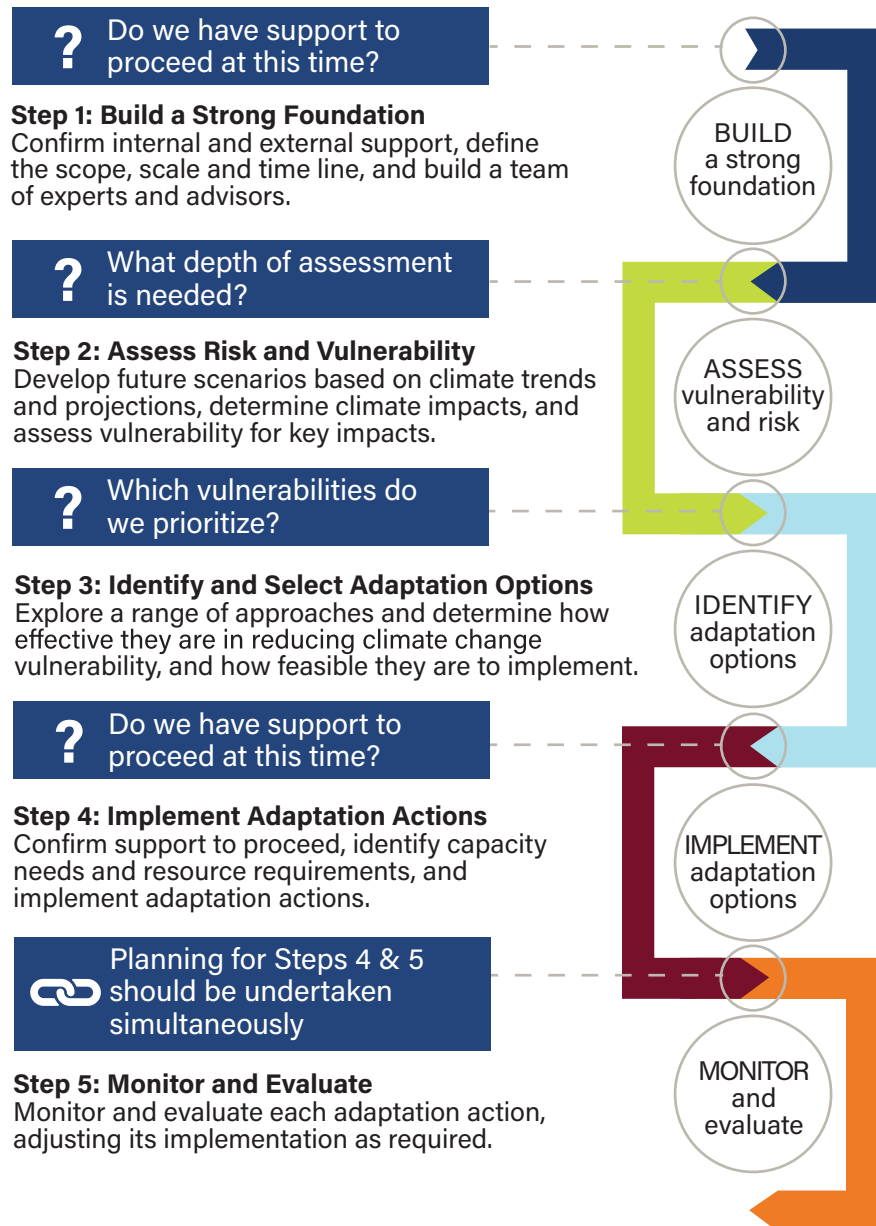 ? Do we have support to
proceed at this time?
Step 1: Build a Strong Foundation
Confirm internal and external support, define
the scope, scale and time line, and build a team
of experts and advisors.
BUILD
a strong
foundation
? What depth of assessment
is needed?
Step 2: Assess Risk and Vulnerability
Develop future scenarios based on climate trends
and projections, determine climate impacts, and
assess vulnerability for key impacts.
ASSESS
vulnerability
and risk
? Which vulnerabilities do
we prioritize?
Step 3: Identify and Select Adaptation Options
Explore a range of approaches and determine how
effective they are in reducing climate change
vulnerability, and how feasible they are to implement.
IDENTIFY
adaptation
options
? Do we have support to
proceed at this time?
Step 4: Implement Adaptation Actions
Confirm support to proceed, identify capacity
needs and resource requirements, and
implement adaptation actions.
IMPLEMENT
adaptation
options
Planning for Steps 4 & 5
should be undertaken
simultaneously
Step 5: Monitor and Evaluate
Monitor and evaluate each adaptation action,
adjusting its implementation as required.
MONITOR
and
evaluate